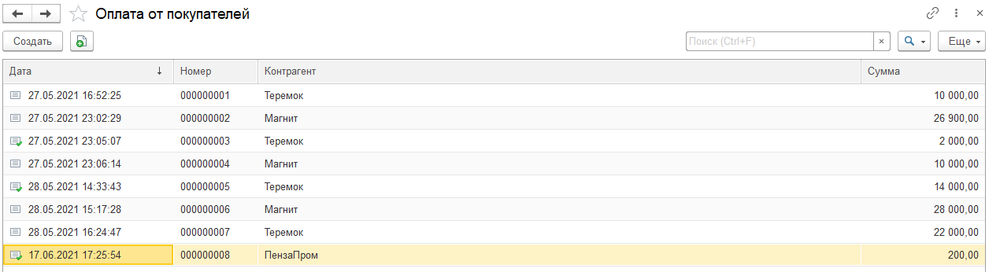 Оплата от покупателей
Создать Поиск (Ctrl+F) × Еще
Дата ↓ Номер Контрагент Сумма
27.05.2021 16:52:25 000000001 Теремок 10 000,00
27.05.2021 23:02:29 000000002 Магнит 26 900,00
27.05.2021 23:05:07 000000003 Теремок 2 000,00
27.05.2021 23:06:14 000000004 Магнит 10 000,00
28.05.2021 14:33:43 000000005 Теремок 14 000,00
28.05.2021 15:17:28 000000006 Магнит 28 000,00
28.05.2021 16:24:47 000000007 Теремок 22 000,00
17.06.2021 17:25:54 000000008 ПензаПром 200,00